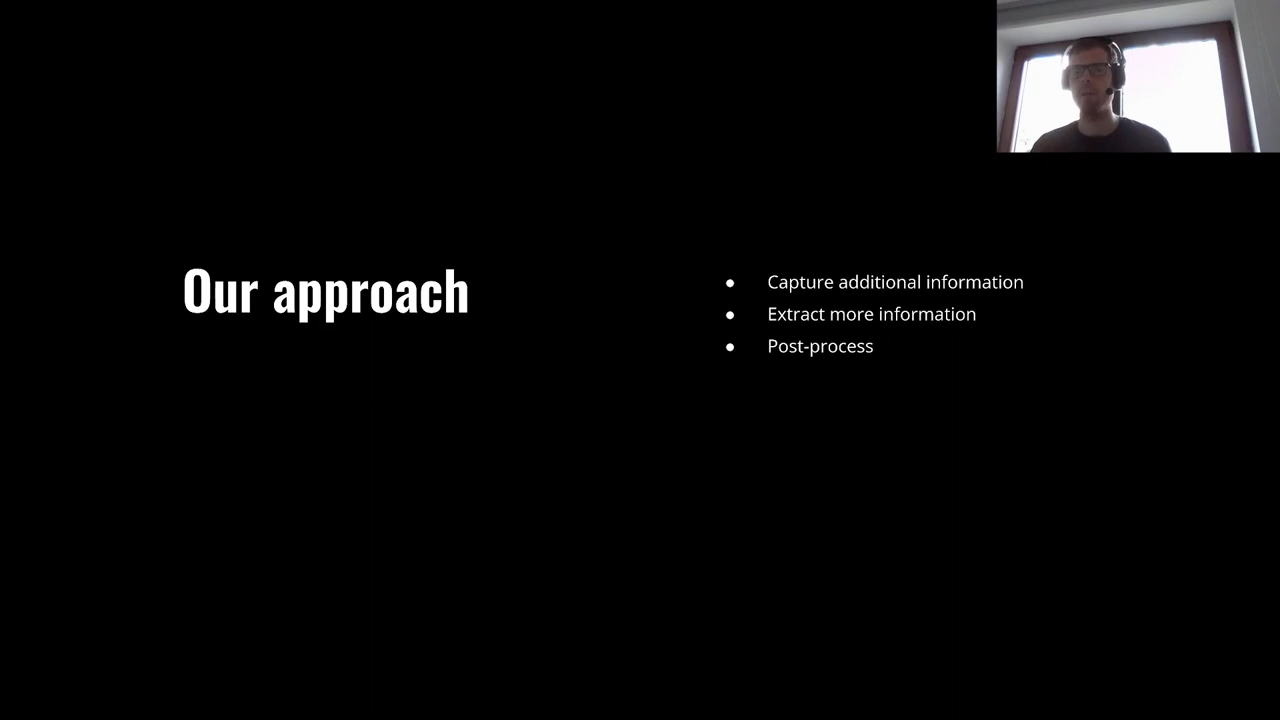 Our approach
● Capture additional information
● Extract more information
● Post-process